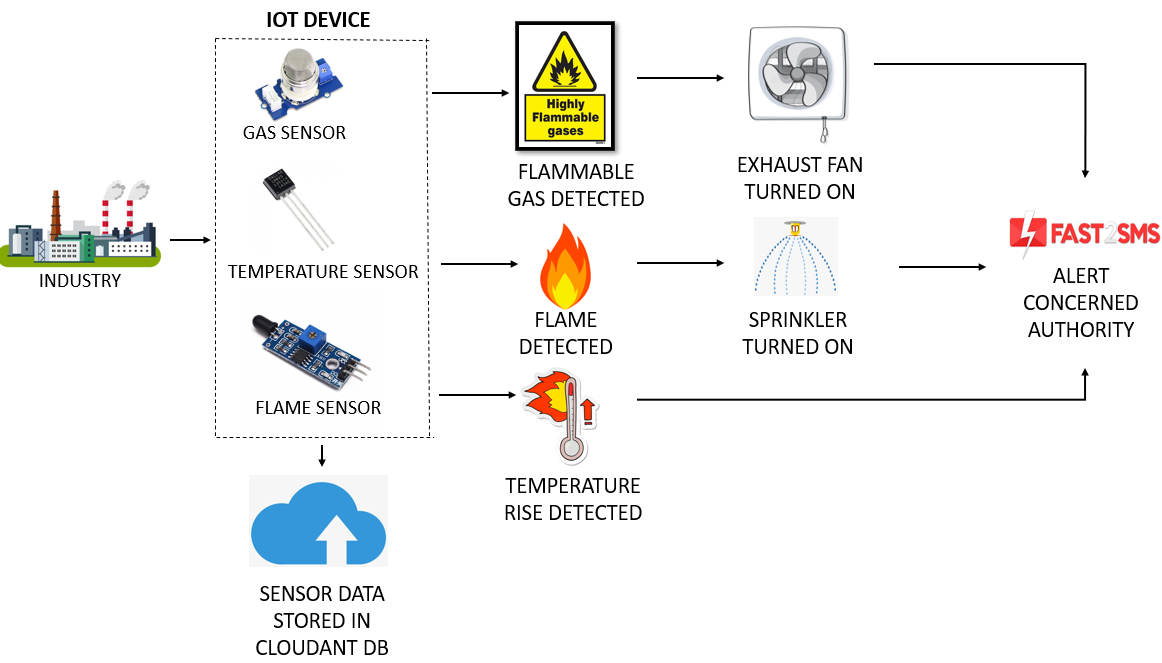 IOT DEVICE
GAS SENSOR
TEMPERATURE SENSOR
FLAME SENSOR
INDUSTRY
Highly
Flammable
gases
FLAMMABLE
GAS DETECTED
EXHAUST FAN
TURNED ON
FLAME
DETECTED
SPRINKLER
TURNED ON
FAST2SMS
ALERT
CONCERNED
AUTHORITY
TEMPERATURE
RISE DETECTED
SENSOR DATA
STORED IN
CLOUDANT DB